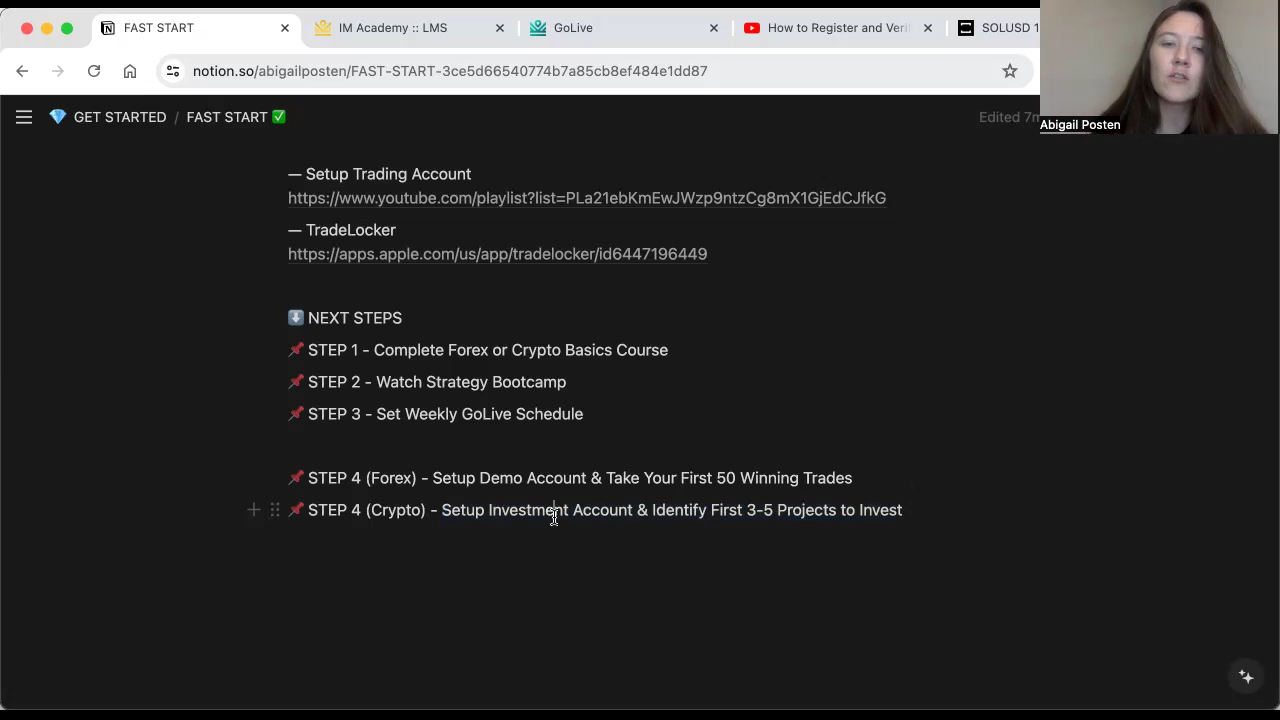 FAST START
IM Academy :: LMS
GoLive
How to Register and Veri
SOLUSD 1
notion.so/abigailposten/FAST-START-3ce5d66540774b7a85cb8ef484e1dd87
GET STARTED / FAST START ✅
Edited 7m
Abigail Posten
— Setup Trading Account
https://www.youtube.com/playlist?list=PLa21ebKmEwJWzp9ntzCg8mX1GjEdCJfkG
— TradeLocker
https://apps.apple.com/us/app/tradelocker/id6447196449
⬇️ NEXT STEPS
📌 STEP 1 - Complete Forex or Crypto Basics Course
📌 STEP 2 - Watch Strategy Bootcamp
📌 STEP 3 - Set Weekly GoLive Schedule
📌 STEP 4 (Forex) - Setup Demo Account & Take Your First 50 Winning Trades
📌 STEP 4 (Crypto) - Setup Investment Account & Identify First 3-5 Projects to Invest